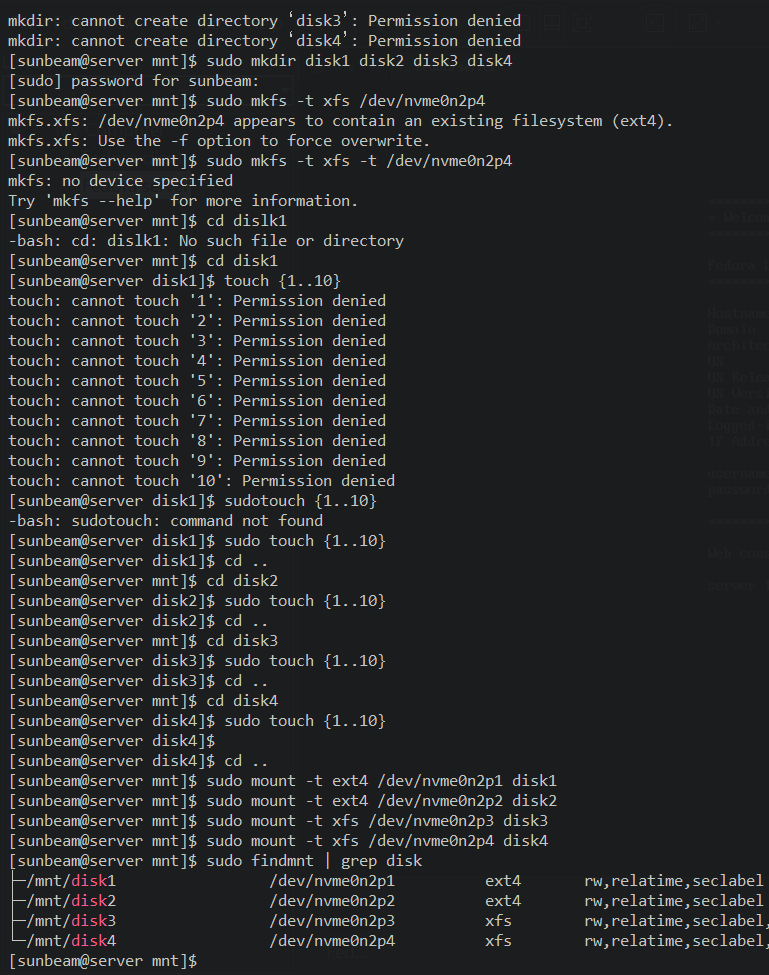 mkdir: cannot create directory ‘disk3’: Permission denied
mkdir: cannot create directory ‘disk4’: Permission denied
[sunbeam@server mnt]$ sudo mkdir disk1 disk2 disk3 disk4
[sudo] password for sunbeam:
[sunbeam@server mnt]$ sudo mkfs -t xfs /dev/nvme0n2p4
mkfs.xfs: /dev/nvme0n2p4 appears to contain an existing filesystem (ext4).
mkfs.xfs: Use the -f option to force overwrite.
[sunbeam@server mnt]$ sudo mkfs -t xfs -t /dev/nvme0n2p4
mkfs: no device specified
Try 'mkfs --help' for more information.
[sunbeam@server mnt]$ cd dislk1
-bash: cd: dislk1: No such file or directory
[sunbeam@server mnt]$ cd disk1
[sunbeam@server disk1]$ touch {1..10}
touch: cannot touch '1': Permission denied
touch: cannot touch '2': Permission denied
touch: cannot touch '3': Permission denied
touch: cannot touch '4': Permission denied
touch: cannot touch '5': Permission denied
touch: cannot touch '6': Permission denied
touch: cannot touch '7': Permission denied
touch: cannot touch '8': Permission denied
touch: cannot touch '9': Permission denied
touch: cannot touch '10': Permission denied
[sunbeam@server disk1]$ sudotouch {1..10}
-bash: sudotouch: command not found
[sunbeam@server disk1]$ sudo touch {1..10}
[sunbeam@server disk1]$ cd ..
[sunbeam@server mnt]$ cd disk2
[sunbeam@server disk2]$ sudo touch {1..10}
[sunbeam@server disk2]$ cd ..
[sunbeam@server mnt]$ cd disk3
[sunbeam@server disk3]$ sudo touch {1..10}
[sunbeam@server disk3]$ cd ..
[sunbeam@server mnt]$ cd disk4
[sunbeam@server disk4]$ sudo touch {1..10}
[sunbeam@server disk4]$
[sunbeam@server disk4]$ cd ..
[sunbeam@server mnt]$ sudo mount -t ext4 /dev/nvme0n2p1 disk1
[sunbeam@server mnt]$ sudo mount -t ext4 /dev/nvme0n2p2 disk2
[sunbeam@server mnt]$ sudo mount -t xfs /dev/nvme0n2p3 disk3
[sunbeam@server mnt]$ sudo mount -t xfs /dev/nvme0n2p4 disk4
[sunbeam@server mnt]$ sudo findmnt | grep disk
├─/mnt/disk1 /dev/nvme0n2p1 ext4 rw,relatime,seclabel
├─/mnt/disk2 /dev/nvme0n2p2 ext4 rw,relatime,seclabel
├─/mnt/disk3 /dev/nvme0n2p3 xfs rw,relatime,seclabel,
└─/mnt/disk4 /dev/nvme0n2p4 xfs rw,relatime,seclabel,
[sunbeam@server mnt]$